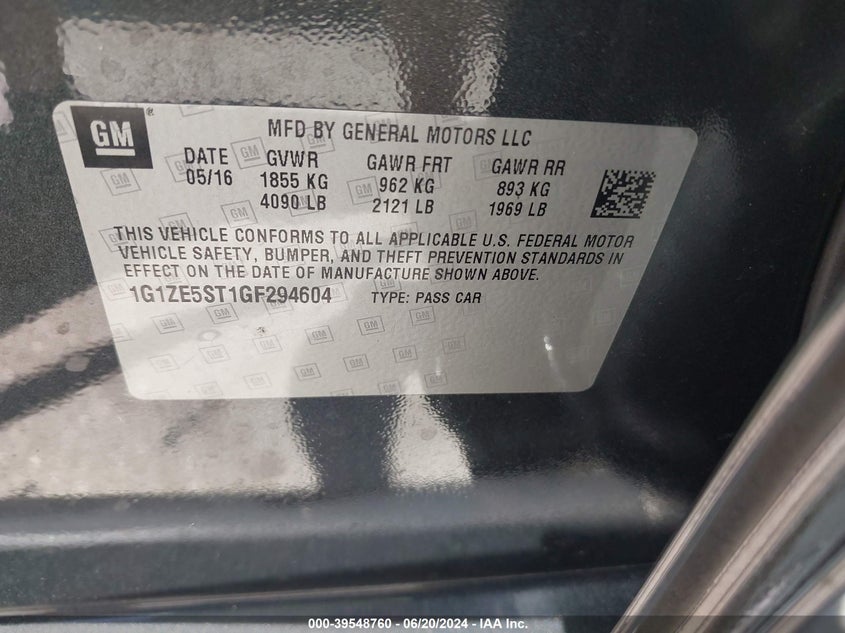 GM ®
MFD BY GENERAL MOTORS LLC
DATE GVWR GAWR FRT GAWR RR
05/16 1855 KG 962 KG 893 KG
4090 LB 2121 LB 1969 LB
THIS VEHICLE CONFORMS TO ALL APPLICABLE U.S. FEDERAL MOTOR
VEHICLE SAFETY, BUMPER, AND THEFT PREVENTION STANDARDS IN
EFFECT ON THE DATE OF MANUFACTURE SHOWN ABOVE.
1G1ZE5ST1GF294604 TYPE: PASS CAR
000-39548760 - 06/20/2024 - IAA Inc.